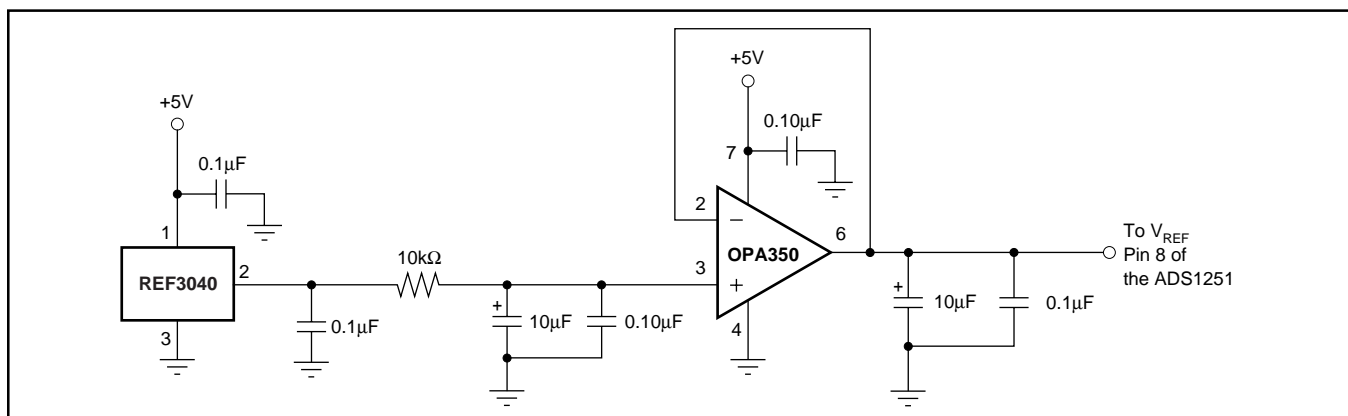 +5V
0.1µF
1
REF3040
2
3
0.1µF
10kΩ
+
10µF
0.10µF
+5V
7
0.10µF
2
−
OPA350
3
+
4
6
+
10µF
0.1µF
To VREF
Pin 8 of
the ADS1251